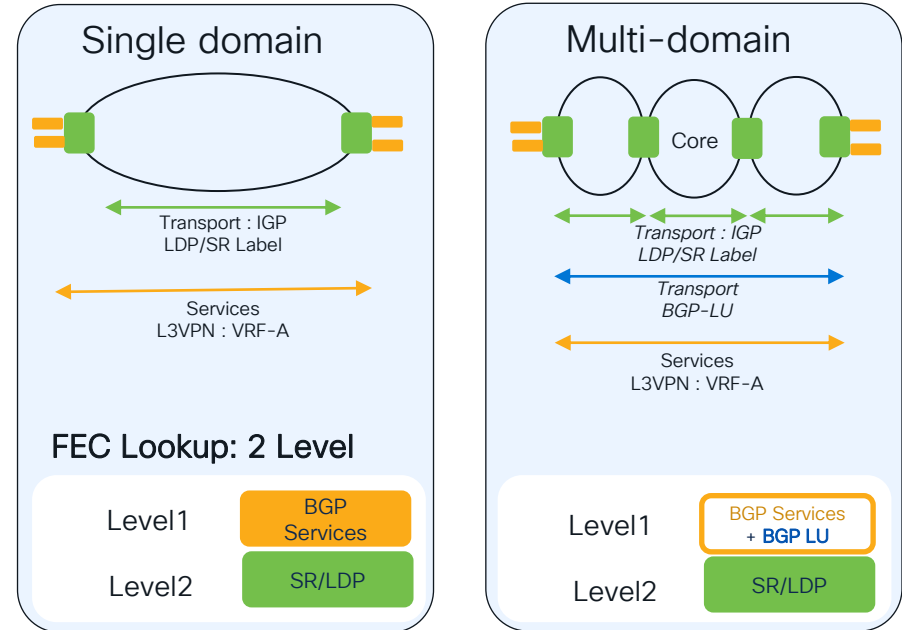 Single domain
Transport : IGP
LDP/SR Label
Services
L3VPN : VRF-A
FEC Lookup: 2 Level
Level1
BGP
Services
Level2
SR/LDP
Multi-domain
Core
Transport : IGP
LDP/SR Label
Transport
BGP-LU
Services
L3VPN : VRF-A
Level1
BGP Services
+ BGP LU
Level2
SR/LDP